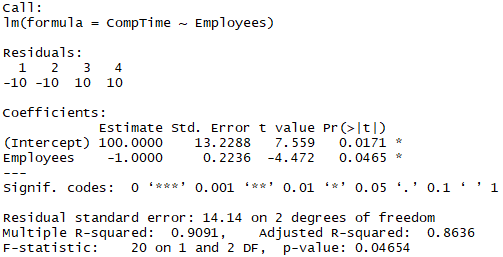 Call:
lm(formula = CompTime ~ Employees)
Residuals:
1 2 3 4
-10 -10 10 10
Coefficients:
Estimate Std. Error t value Pr(>|t|)
(Intercept) 100.0000 13.2288 7.559 0.0171 *
Employees -1.0000 0.2236 -4.472 0.0465 *
---
Signif. codes: 0 ‘***’ 0.001 ‘**’ 0.01 ‘*’ 0.05 ‘.’ 0.1 ‘ ’ 1
Residual standard error: 14.14 on 2 degrees of freedom
Multiple R-squared: 0.9091, Adjusted R-squared: 0.8636
F-statistic: 20 on 1 and 2 DF, p-value: 0.04654